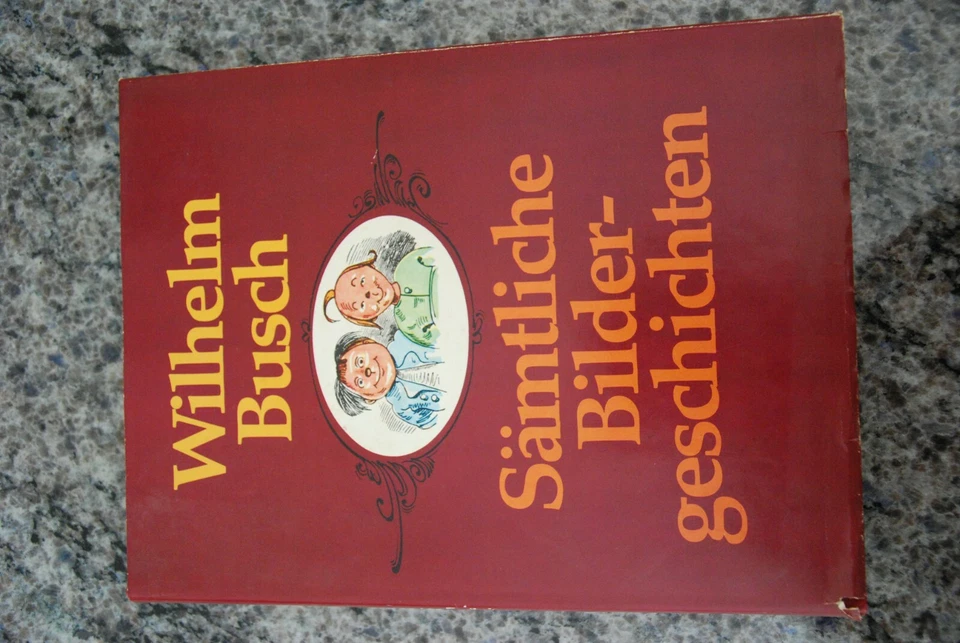 Wilhelm
Busch
Sämtliche
Bilder-
geschichten